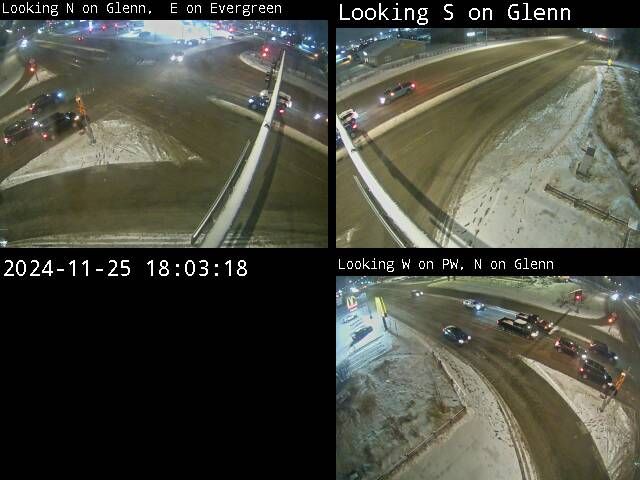 Looking N on Glenn,  E on Evergreen
Looking S on Glenn
2024-11-25 18:03:18
Looking W on PW, N on Glenn